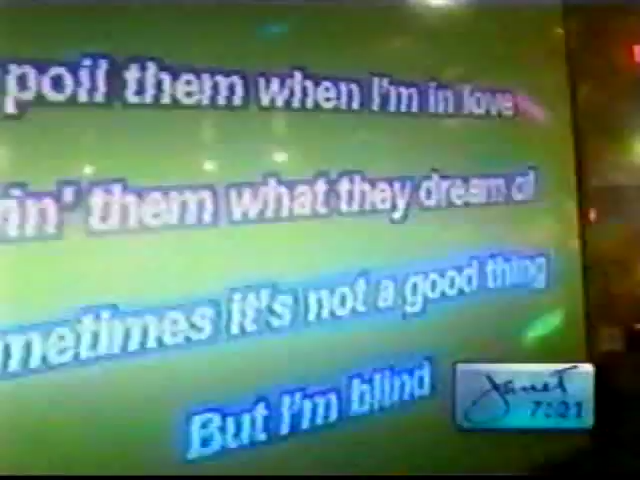 poil them when I'm in love
in' them what they dream of
metimes it's not a good thing
But I'm blind
Janet